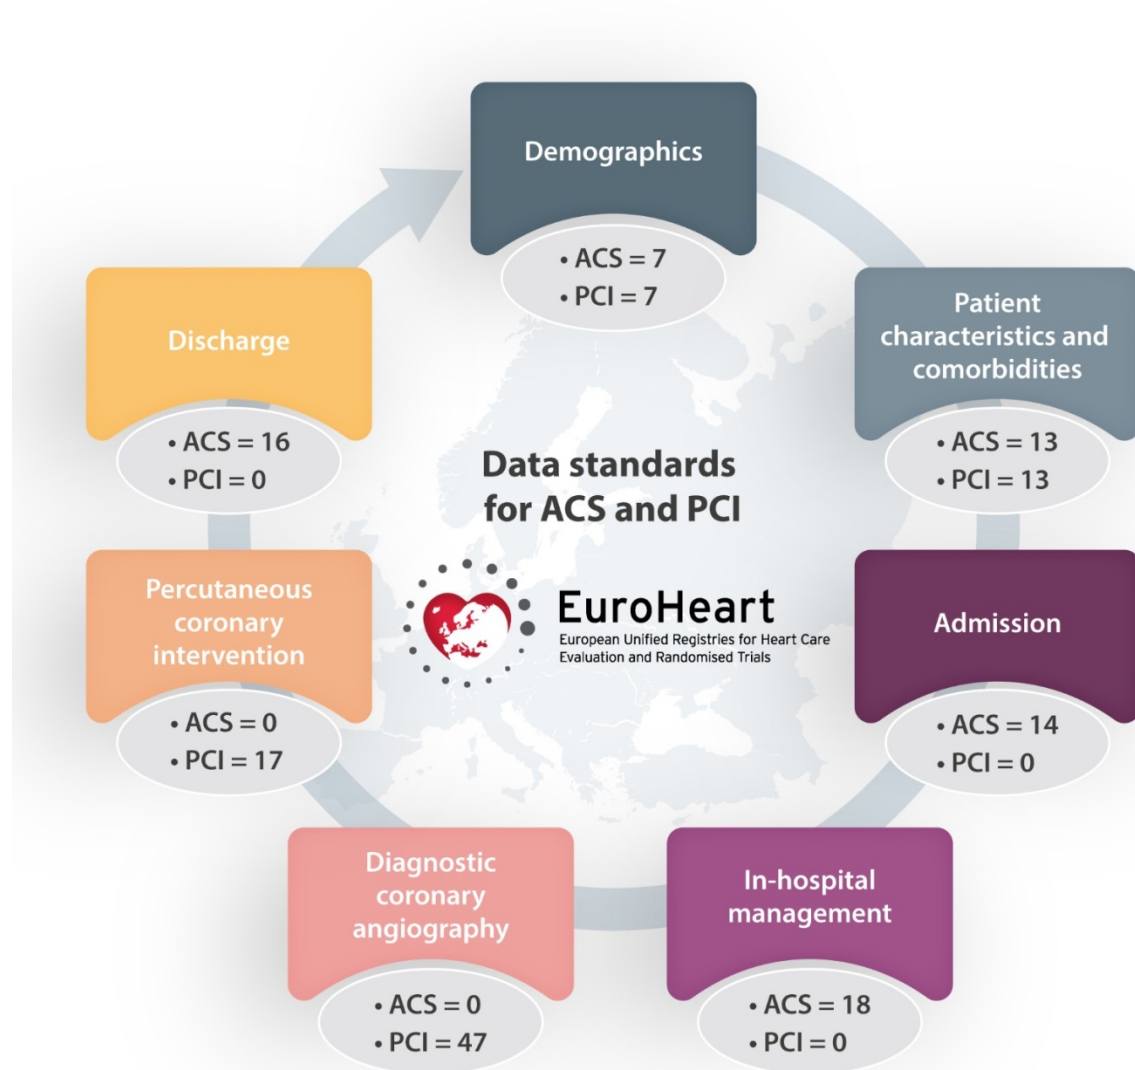 Demographics
• ACS = 7
• PCI = 7
Patient
characteristics and
comorbidities
• ACS = 13
• PCI = 13
Admission
• ACS = 14
• PCI = 0
In-hospital
management
• ACS = 18
• PCI = 0
Diagnostic
coronary
angiography
• ACS = 0
• PCI = 47
Percutaneous
coronary
intervention
• ACS = 0
• PCI = 17
Discharge
• ACS = 16
• PCI = 0
Data standards
for ACS and PCI
EuroHeart
European Unified Registries for Heart Care
Evaluation and Randomised Trials